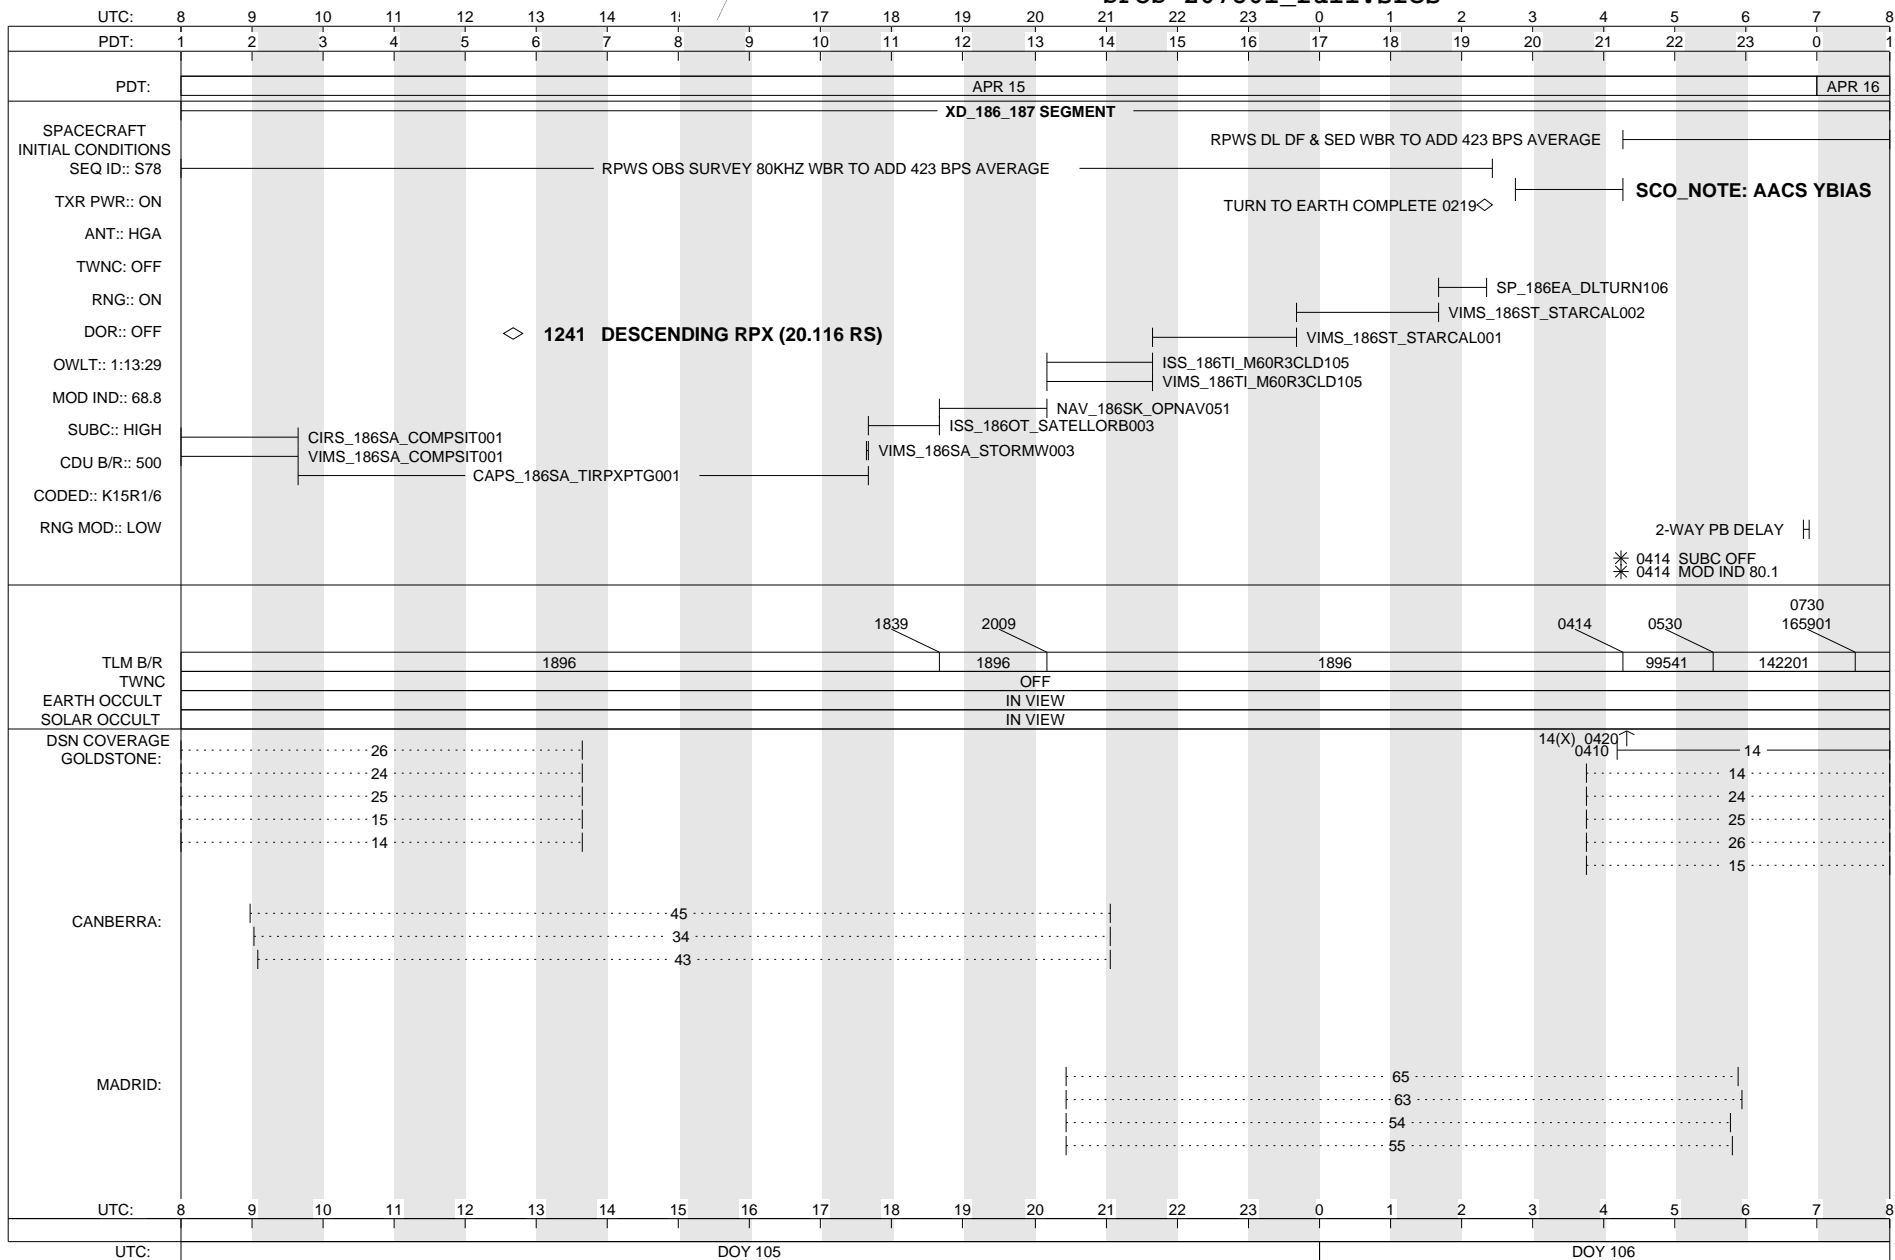 UTC: 8 9 10 11 12 13 14 17 18 19 20 21 22 23 0 1 2 3 4 5 6 7 8
PDT: 1 2 3 4 5 6 7 8 9 10 11 12 13 14 15 16 17 18 19 20 21 22 23 0 1
PDT: APR 15 APR 16
XD_186_187 SEGMENT
SPACECRAFT
INITIAL CONDITIONS
RPWS DL DF & SED WBR TO ADD 423 BPS AVERAGE
SEQ ID:: S78
RPWS OBS SURVEY 80KHZ WBR TO ADD 423 BPS AVERAGE
SCO_NOTE: AACS YBIAS
TXR PWR:: ON
TURN TO EARTH COMPLETE 0219
ANT:: HGA
TWNC: OFF
SP_186EA_DLTURN106
RNG:: ON
VIMS_186ST_STARCAL002
DOR:: OFF
1241 DESCENDING RPX (20.116 RS)
VIMS_186ST_STARCAL001
OWLT:: 1:13:29
ISS_186TI_M60R3CLD105
VIMS_186TI_M60R3CLD105
MOD IND:: 68.8
NAV_186SK_OPNAV051
SUBC:: HIGH
ISS_186OT_SATELLORB003
CIRS_186SA_COMPSIT001
VIMS_186SA_STORMW003
VIMS_186SA_COMPSIT001
CDU B/R:: 500
CAPS_186SA_TIRPXPTG001
CODED:: K15R1/6
RNG MOD:: LOW
2-WAY PB DELAY
0414 SUBC OFF
0414 MOD IND 80.1
0730
1839 2009 0414 0530 165901
TLM B/R 1896 1896 1896 99541 142201
TWNC OFF
EARTH OCCULT IN VIEW
SOLAR OCCULT IN VIEW
DSN COVERAGE
14(X) 0420
GOLDSTONE: 26 0410 14
24 14
25 24
15 25
14 26
15
CANBERRA: 45
34
43
MADRID: 65
63
54
55
UTC: 8 9 10 11 12 13 14 15 16 17 18 19 20 21 22 23 0 1 2 3 4 5 6 7 8
UTC: DOY 105 DOY 106